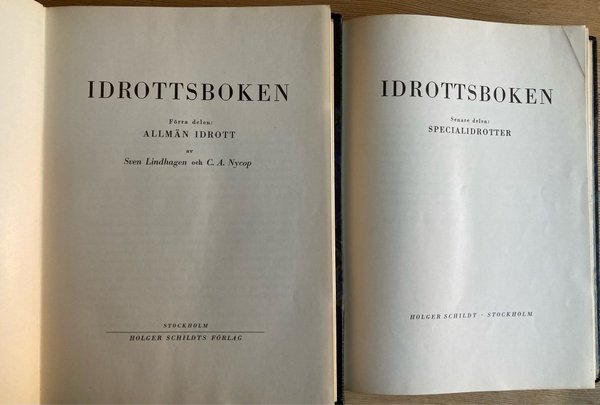 IDROTTSBOKEN
Förra delen:
ALLMÄN IDROTT
av
Sven Lindhagen och C. A. Nycop
STOCKHOLM
HOLGER SCHILDTS FÖRLAG
IDROTTSBOKEN
Senare delen:
SPECIALIDROTTER
HOLGER SCHILDT · STOCKHOLM